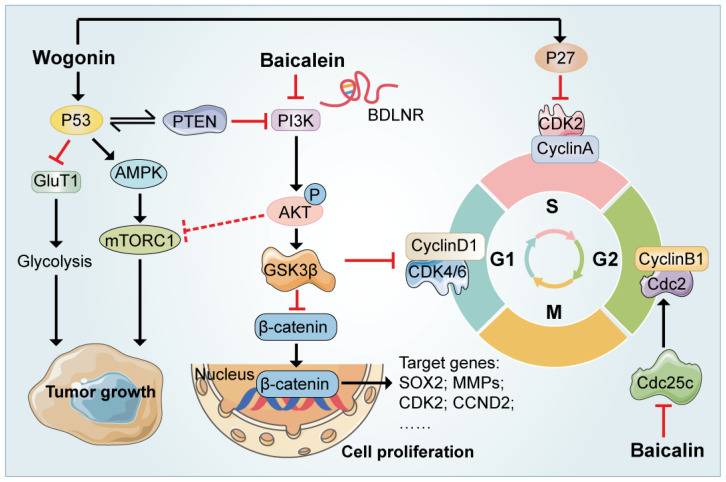 Wogonin
Baicalein
P27
BDLNR
P53
PTEN
PI3K
CDK2
CyclinA
GluT1
AMPK
P
AKT
S
mTORC1
CyclinD1
CDK4/6
G1
G2
CyclinB1
Cdc2
Glycolysis
GSK3β
M
β-catenin
Nucleus
β-catenin
Target genes:
SOX2; MMPs;
CDK2; CCND2;
……
Tumor growth
Cdc25c
Cell proliferation
Baicalin